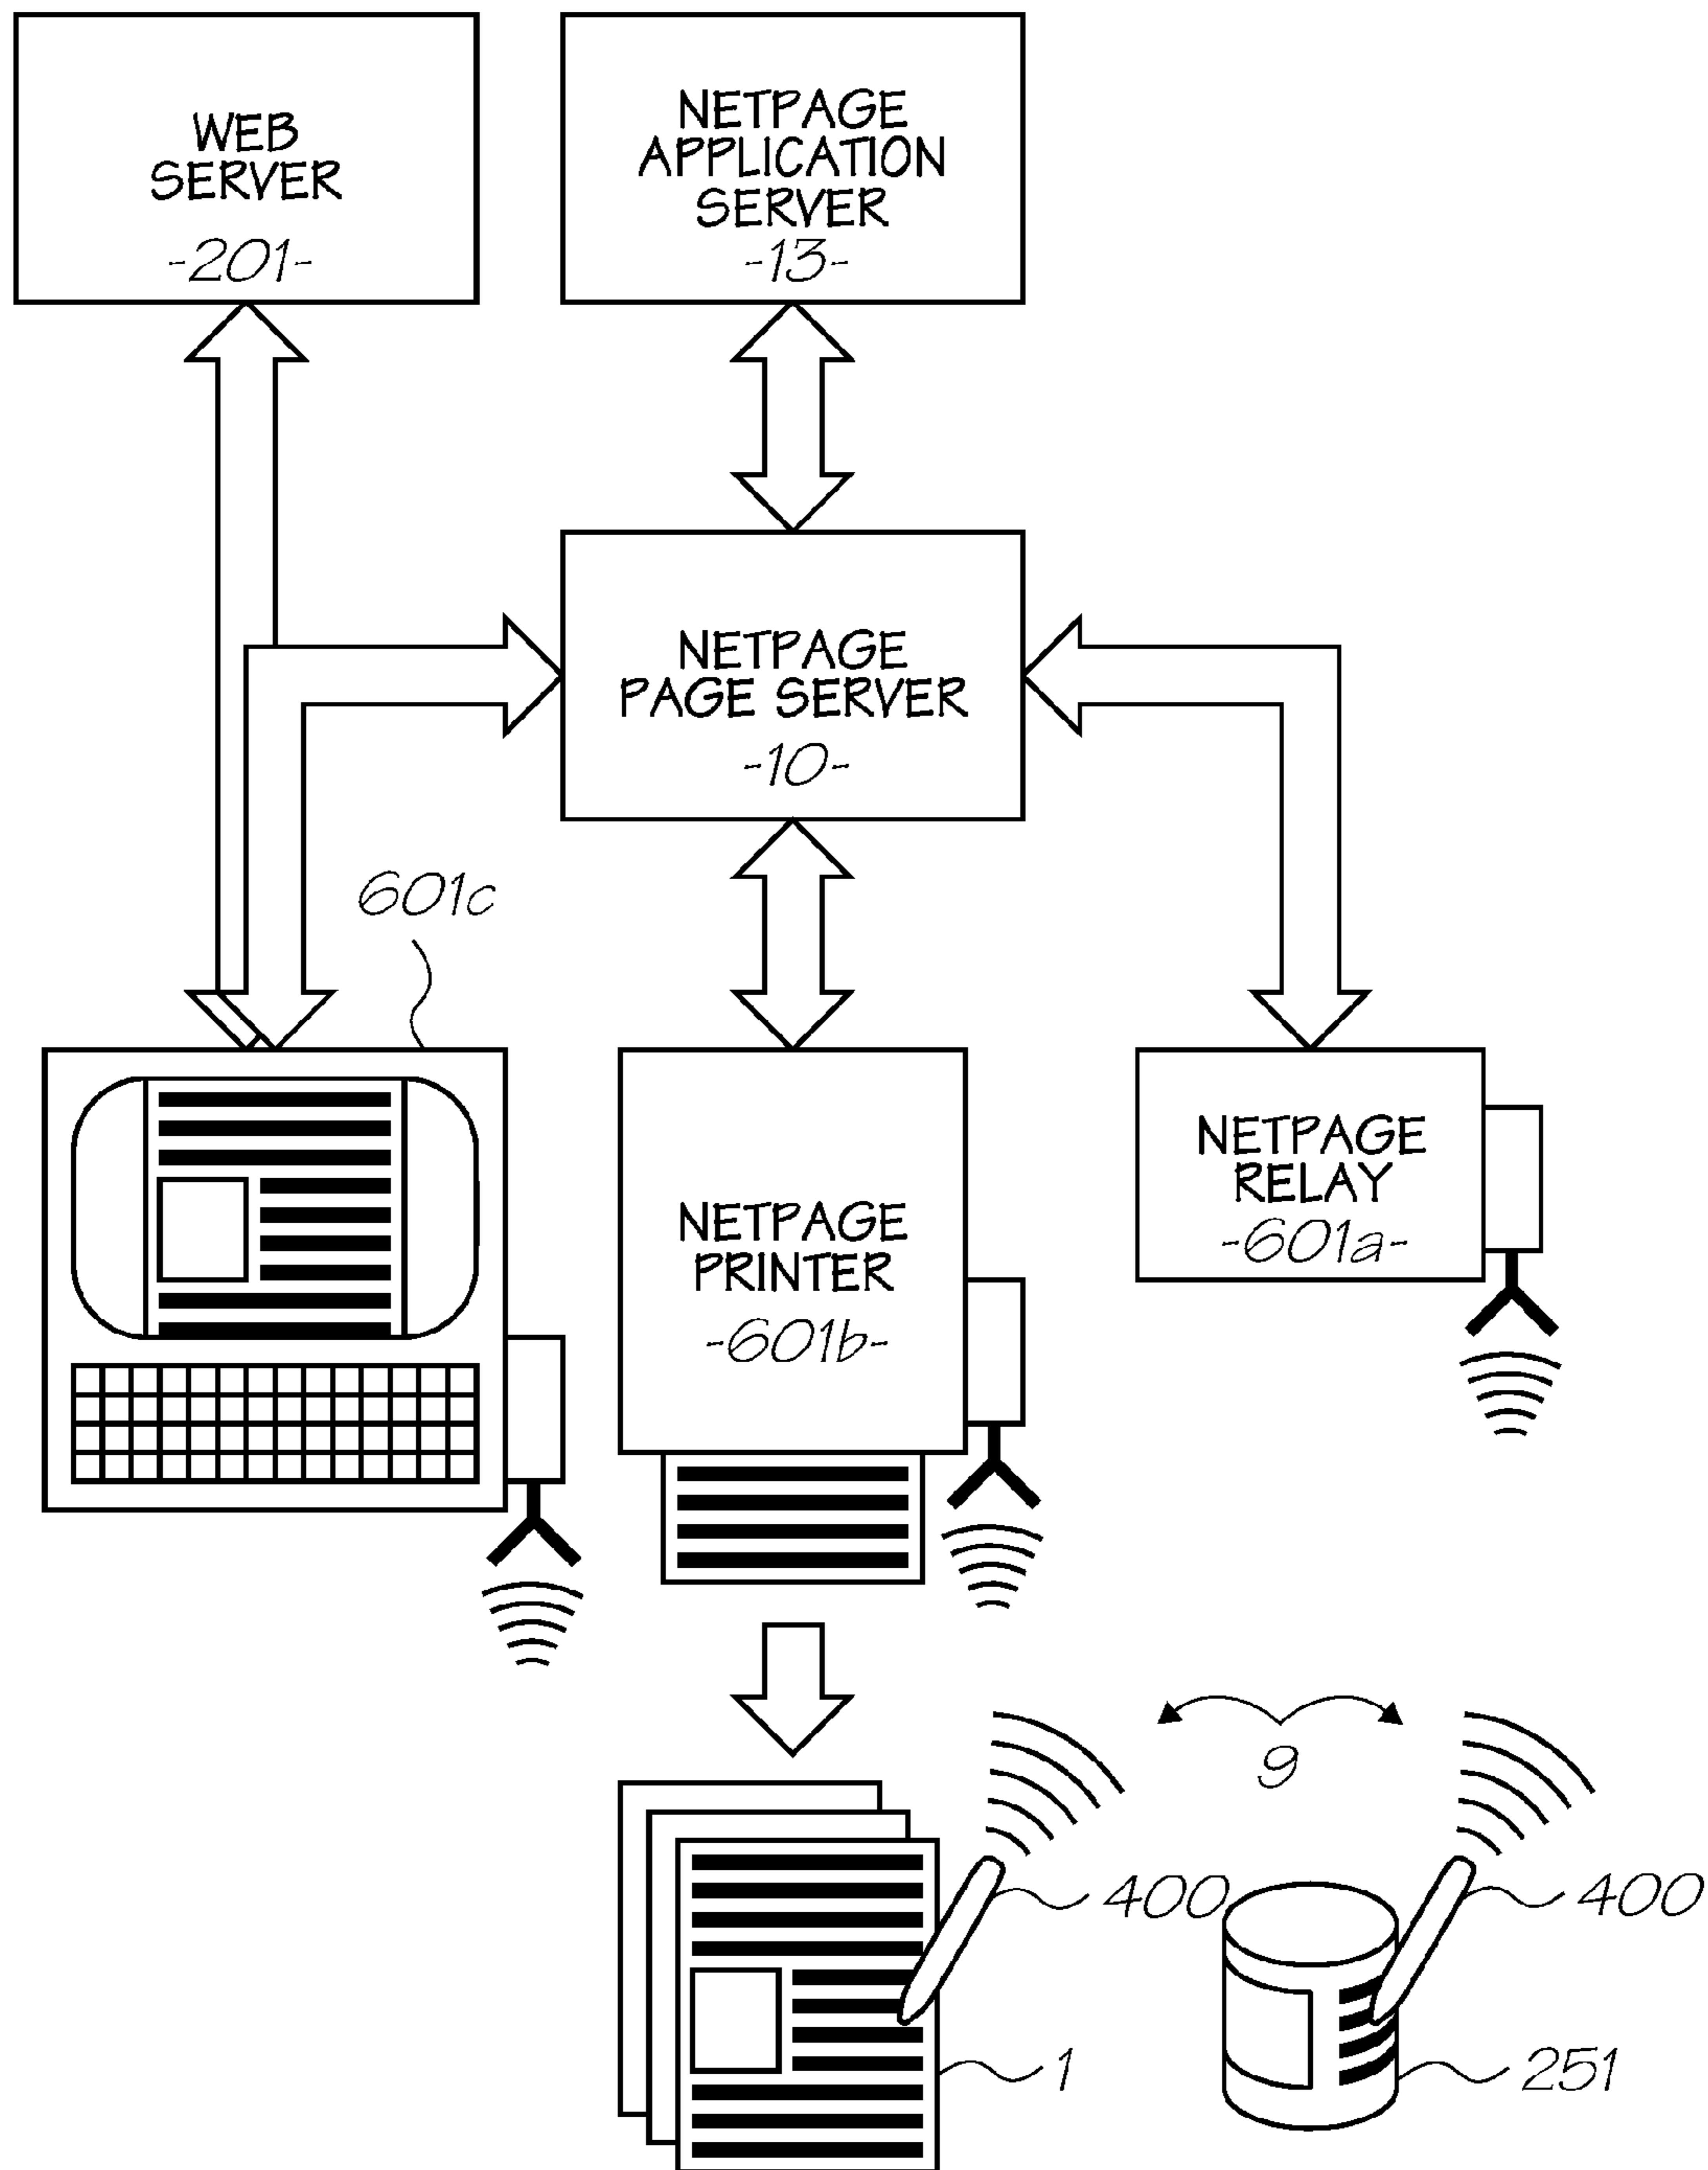 WEB
SERVER
-201-
NETPAGE
APPLICATION
SERVER
-13-
NETPAGE
PAGE SERVER
-10-
601c
NETPAGE
PRINTER
-601b-
NETPAGE
RELAY
-601a-
9
400
400
1
251